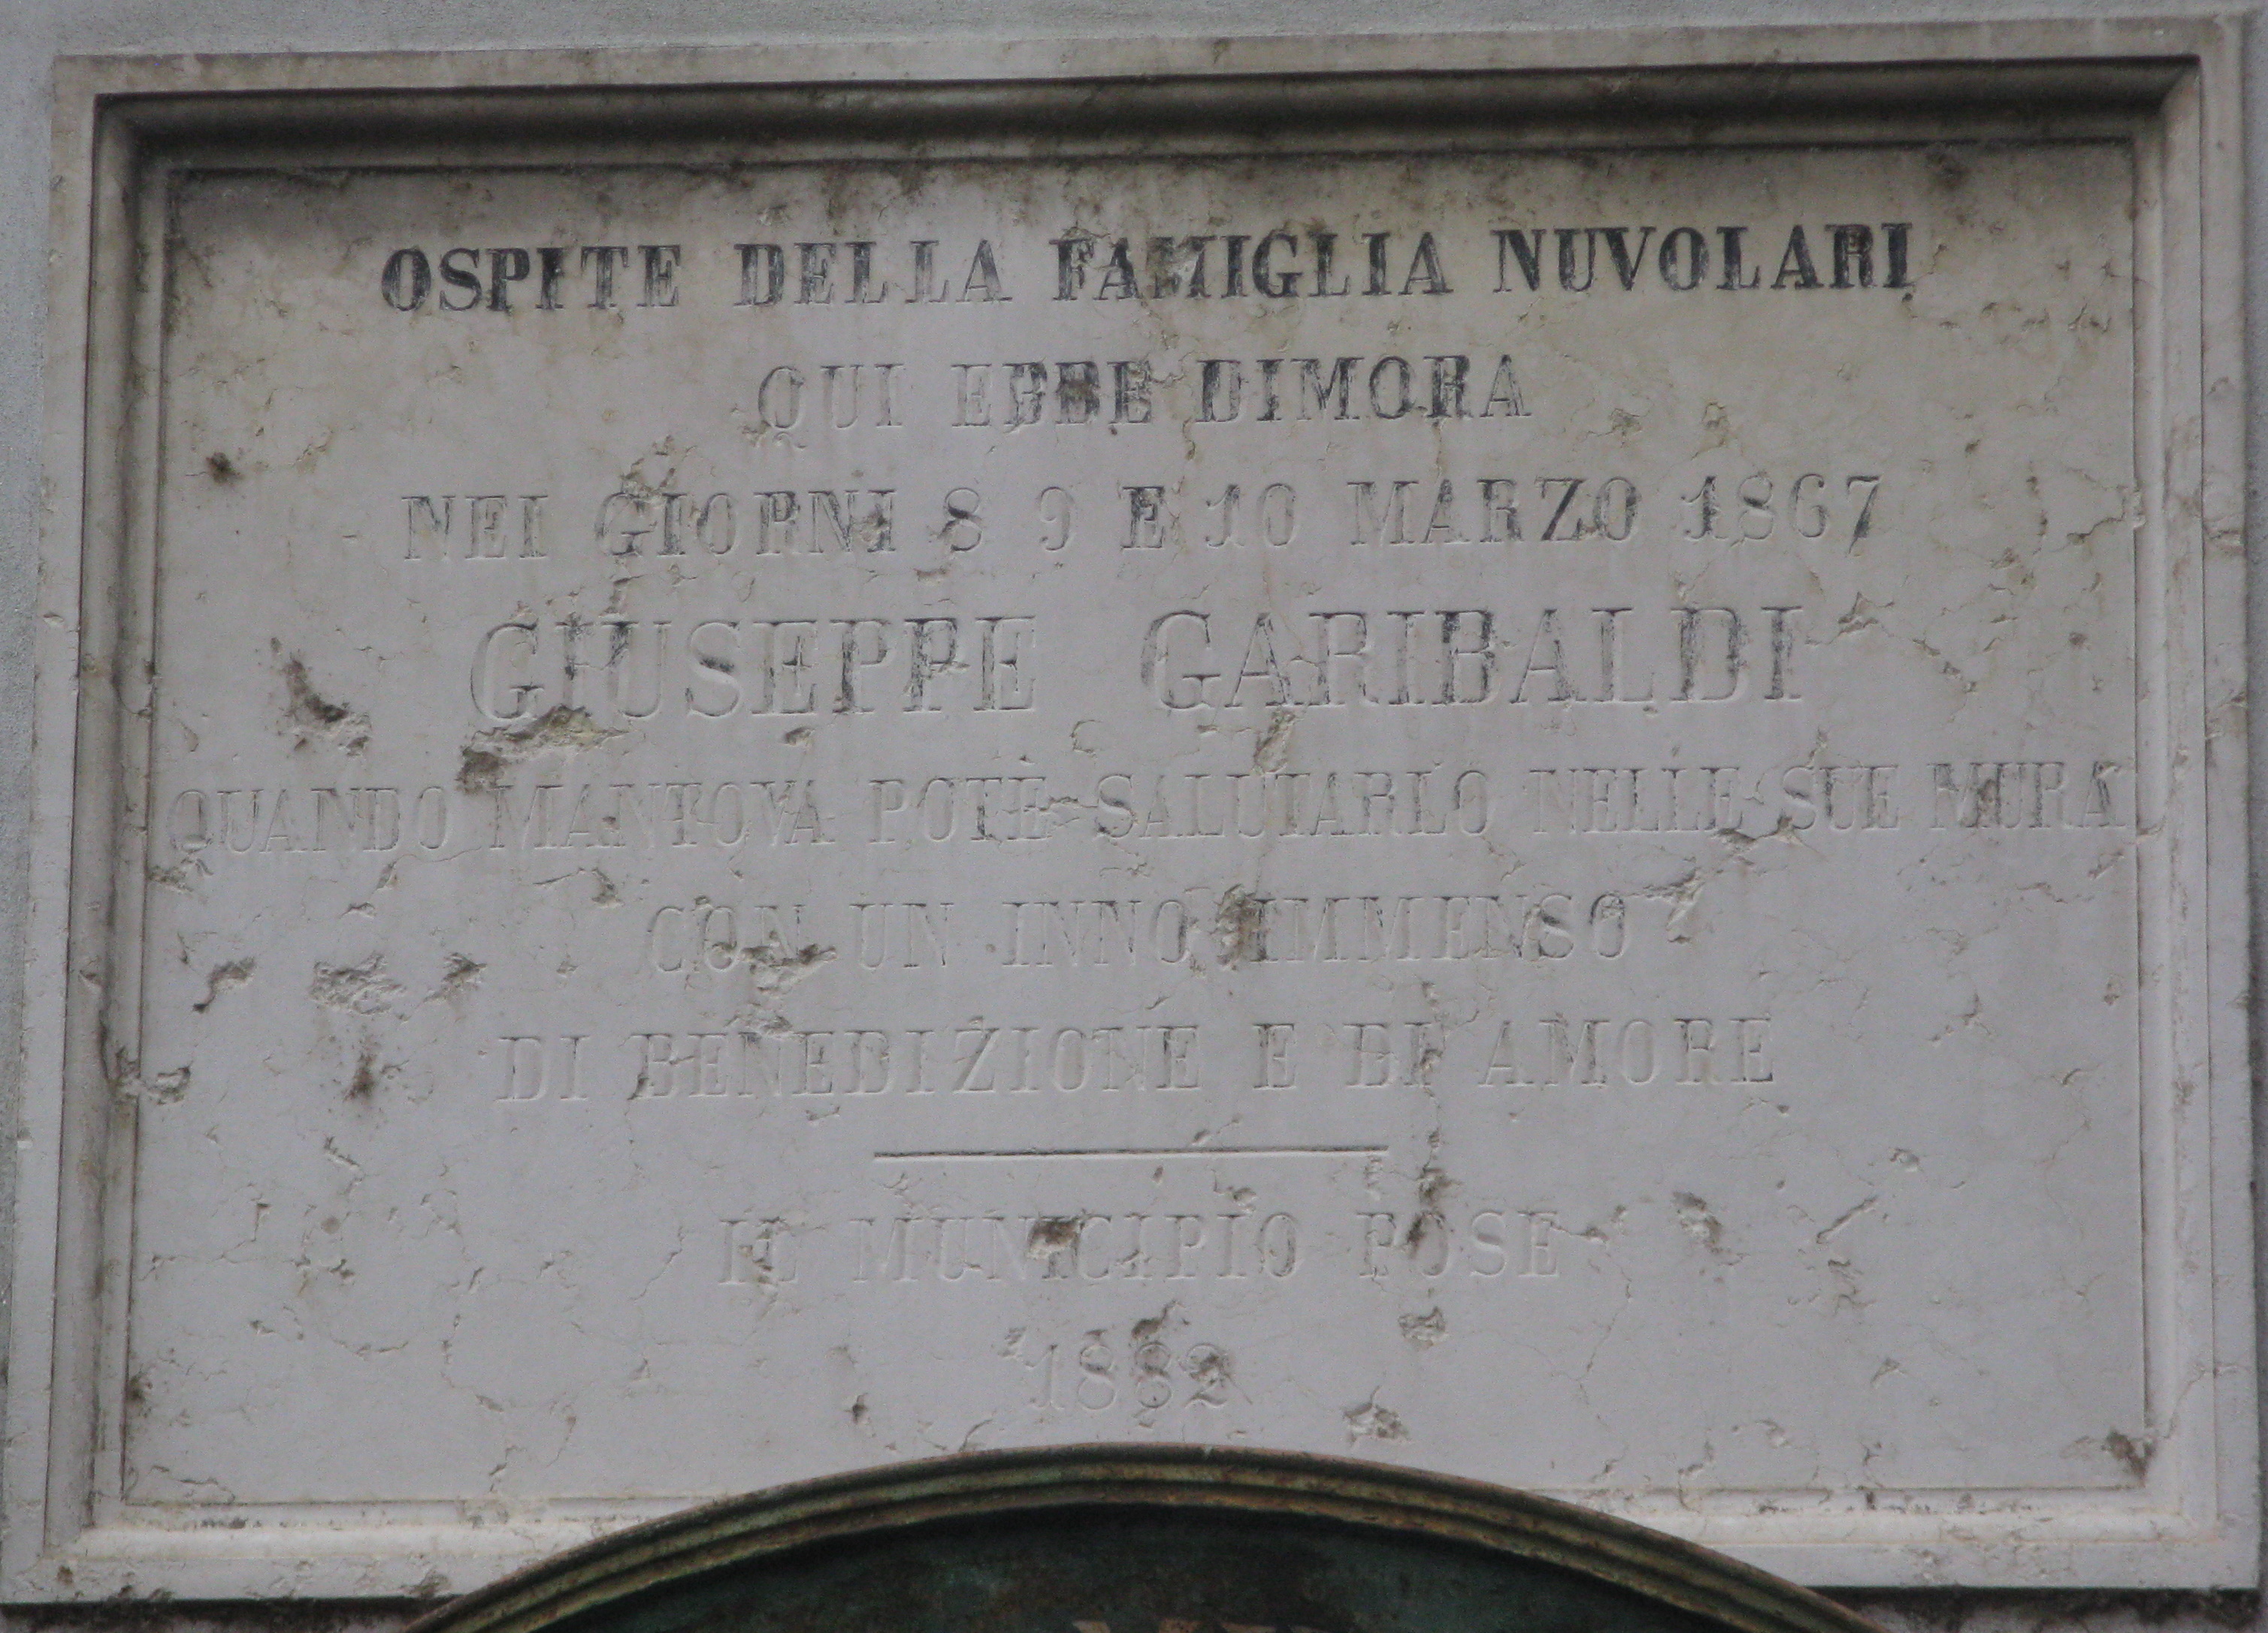 OSPITE DELLA FAMIGLIA NUVOLARI
QUI EBBE DIMORA
NEI GIORNI 8 9 E 10 MARZO 1867
GIUSEPPE GARIBALDI
QUANDO MANTOVA POTÈ SALUTARLO NELLE SUE MURA
CON UN INNO IMMENSO
DI BENEDIZIONE E DI AMORE
IL MUNICIPIO POSE
1882